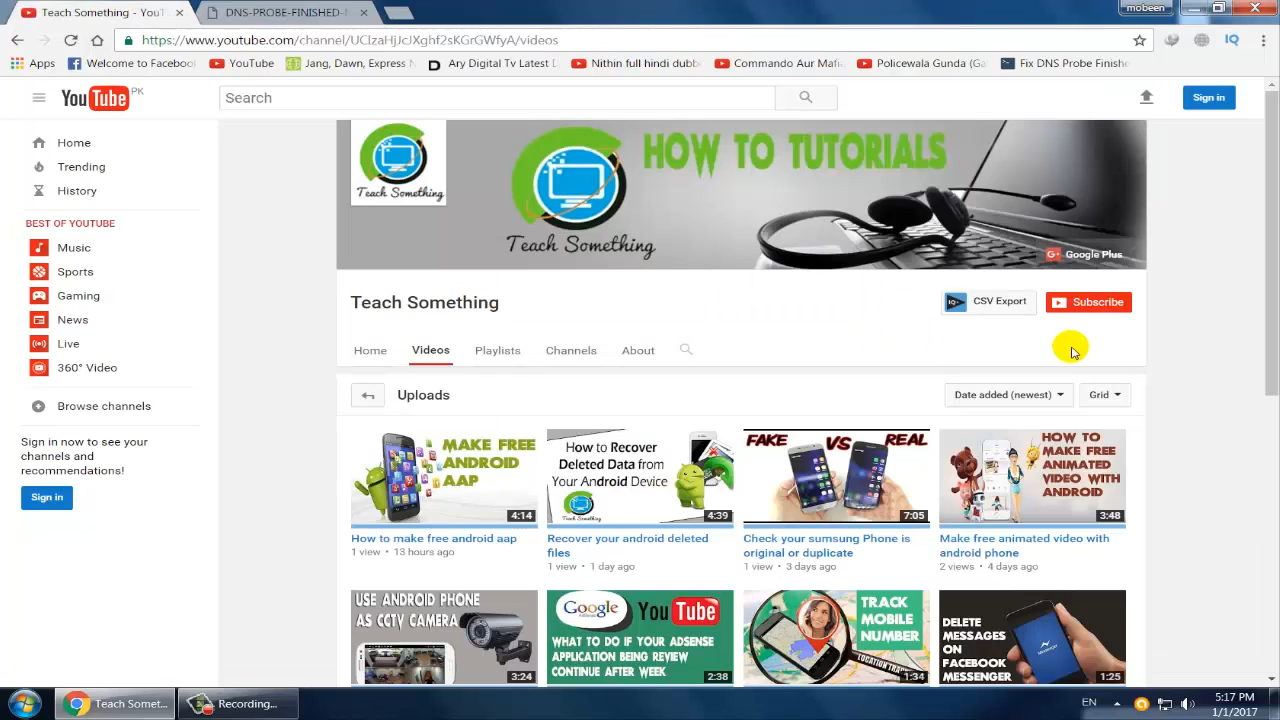 Teach Something - YouT
DNS-PROBE-FINISHED-
mobeen
https://www.youtube.com/channel/UCIzaHjJcJXghf2sKGrGWfyA/videos
Apps
Welcome to Facebook
YouTube
Jang, Dawn, Express N
Ary Digital Tv Latest D
Nithin full hindi dubb
Commando Aur Mafi
Policewala Gunda (Ga
Fix DNS Probe Finishe
YouTube PK
Search
Sign in
Home
Trending
History
BEST OF YOUTUBE
Music
Sports
Gaming
News
Live
360° Video
Browse channels
Sign in now to see your
channels and
recommendations!
Sign in
Teach Something
HOW TO TUTORIALS
Teach Something
Google Plus
Teach Something
CSV Export
Subscribe
Home Videos Playlists Channels About
Uploads
Date added (newest)
Grid
MAKE FREE
ANDROID
AAP
4:14
How to make free android aap
1 view • 13 hours ago
How to Recover
Deleted Data from
Your Android Device
4:39
Recover your android deleted
files
1 view • 1 day ago
FAKE VS REAL
7:05
Check your sumsung Phone is
original or duplicate
1 view • 3 days ago
HOW TO
MAKE FREE
ANIMATED
VIDEO WITH
ANDROID
3:48
Make free animated video with
android phone
2 views • 4 days ago
USE ANDROID PHONE
AS CCTV CAMERA
3:24
Google YouTube
WHAT TO DO IF YOUR ADSENSE
APPLICATION BEING REVIEW
CONTINUE AFTER WEEK
2:38
TRACK
MOBILE
NUMBER
1:34
DELETE
MESSAGES
ON
FACEBOOK
MESSENGER
1:25
Teach Somet...
Recording...
EN
5:17 PM
1/1/2017